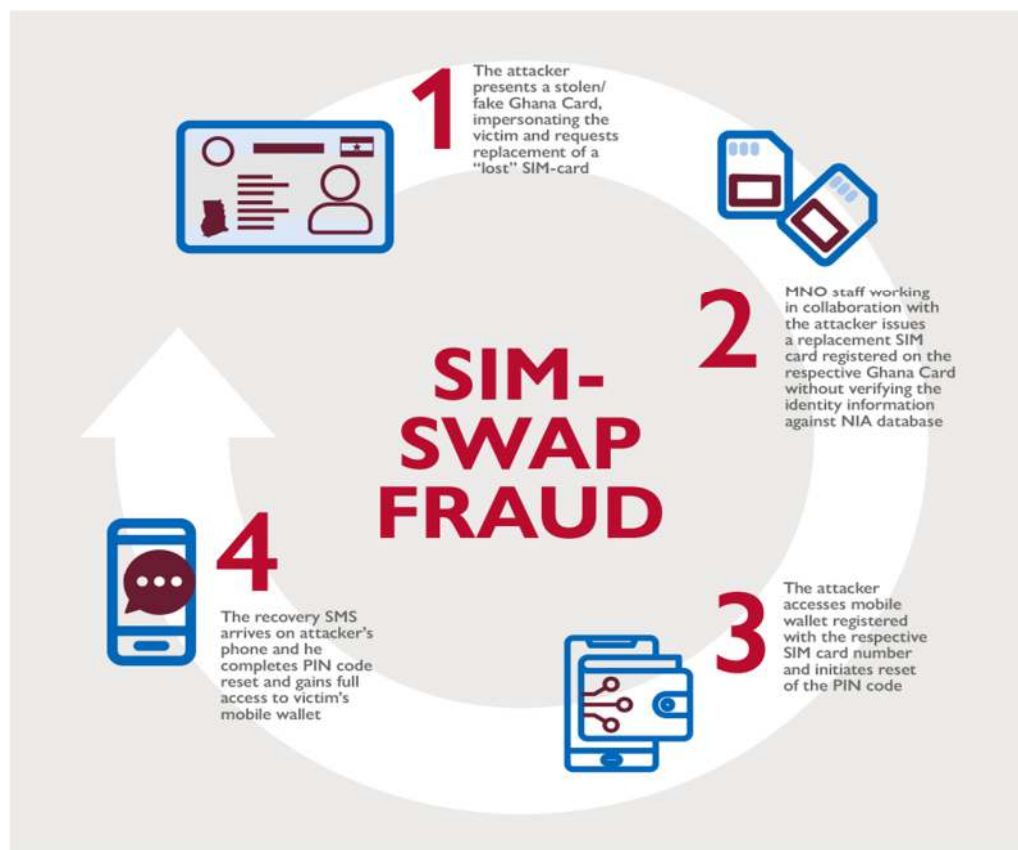 SIM-
SWAP
FRAUD
1
The attacker
presents a stolen/
fake Ghana Card,
impersonating the
victim and requests
replacement of a
“lost” SIM-card
2
MNO staff working
in collaboration with
the attacker issues
a replacement SIM
card registered on the
respective Ghana Card
without verifying the
identity information
against NIA database
3
The attacker
accesses mobile
wallet registered
with the respective
SIM card number
and initiates reset
of the PIN code
4
The recovery SMS
arrives on attacker’s
phone and he
completes PIN code
reset and gains full
access to victim’s
mobile wallet